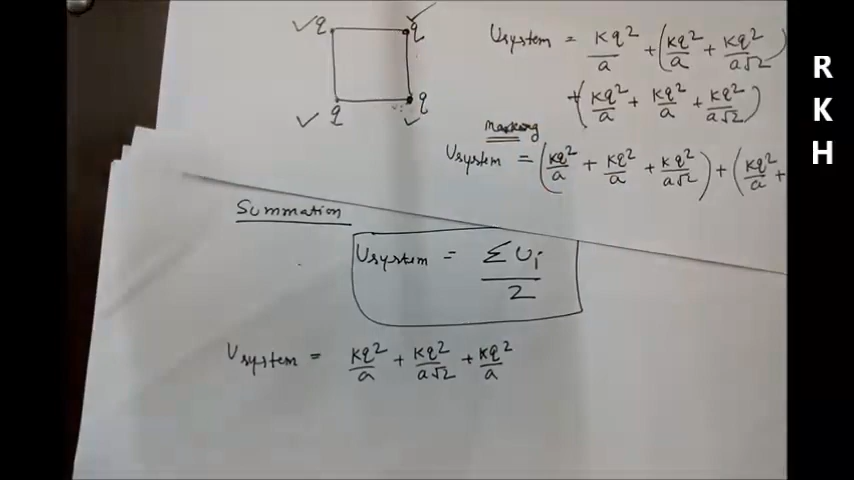 ✓ q q ✓
✓ q q ✓
Usystem = Kq²/a + (Kq²/a + Kq²/a√2)
+ (Kq²/a + Kq²/a + Kq²/a√2)
Usystem = (Kq²/a + Kq²/a + Kq²/a√2) + (Kq²/a +
Summation
Usystem = ΣUi/2
Usystem = Kq²/a + Kq²/a√2 + Kq²/a
R
K
H